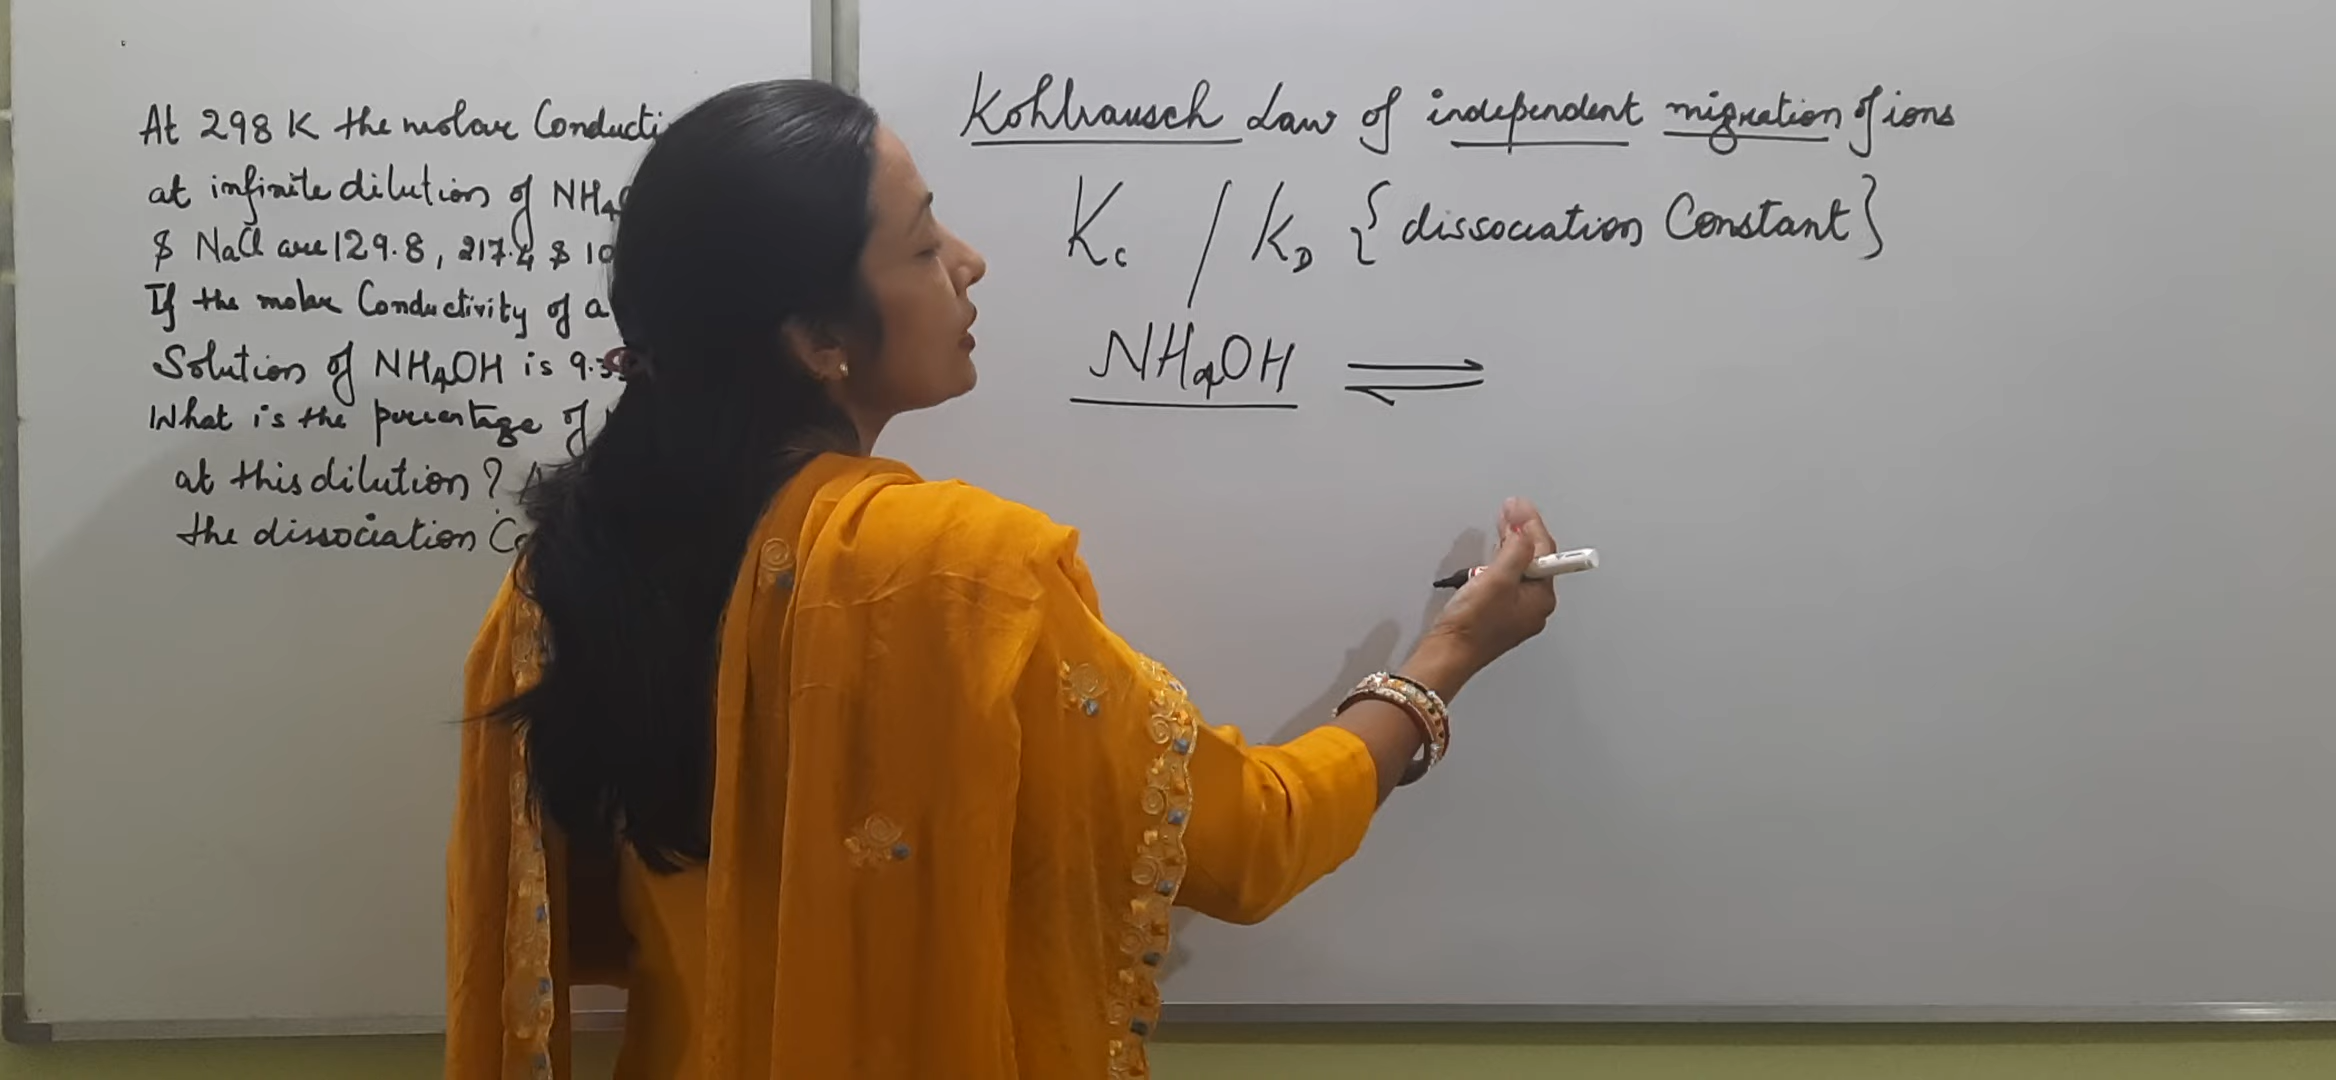 At 298 K the molar Conducti
at infinite dilution of NH4
& NaCl are 129.8, 217.4 & 10
If the molar Conductivity of a
Solution of NH4OH is 9.3
What is the percentage of
at this dilution?
the dissociation Co
Kohlrausch Law of independent migration of ions
Kc / KD { dissociation Constant }
NH4OH ⇌